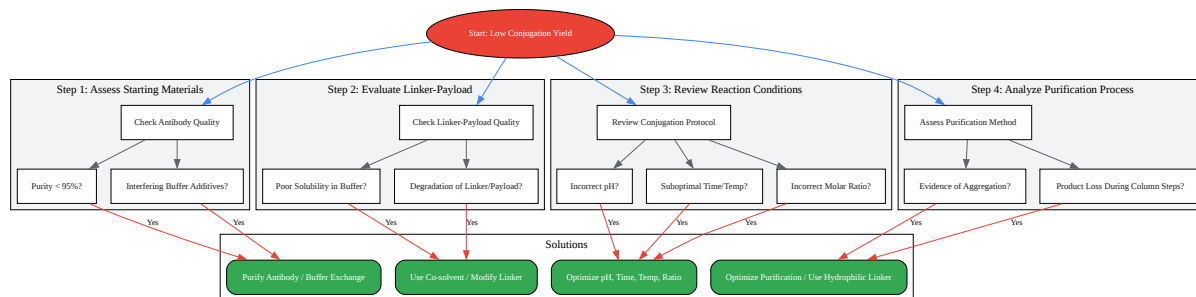 Start: Low Conjugation Yield
Step 1: Assess Starting Materials
Step 2: Evaluate Linker-Payload
Step 3: Review Reaction Conditions
Step 4: Analyze Purification Process
Check Antibody Quality
Check Linker-Payload Quality
Review Conjugation Protocol
Assess Purification Method
Purity < 95%?
Interfering Buffer Additives?
Poor Solubility in Buffer?
Degradation of Linker/Payload?
Incorrect pH?
Suboptimal Time/Temp?
Incorrect Molar Ratio?
Evidence of Aggregation?
Product Loss During Column Steps?
Yes
Yes
Yes
Yes
Yes
Yes
Yes
Yes
Yes
Solutions
Purify Antibody / Buffer Exchange
Use Co-solvent / Modify Linker
Optimize pH, Time, Temp, Ratio
Optimize Purification / Use Hydrophilic Linker